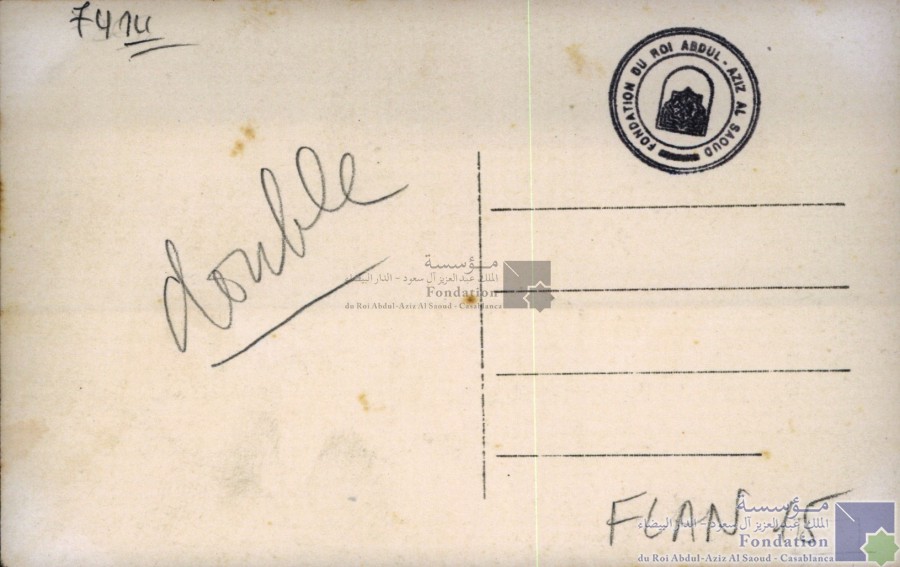 7414
FONDATION DU ROI ABDUL-AZIZ AL SAOUD
double
مؤسسة
الملك عبد العزيز آل سعود - الدار البيضاء
Fondation
du Roi Abdul-Aziz Al Saoud - Casablanca
FLAN 15
مؤسسة
الملك عبد العزيز آل سعود - الدار البيضاء
Fondation
du Roi Abdul-Aziz Al Saoud - Casablanca